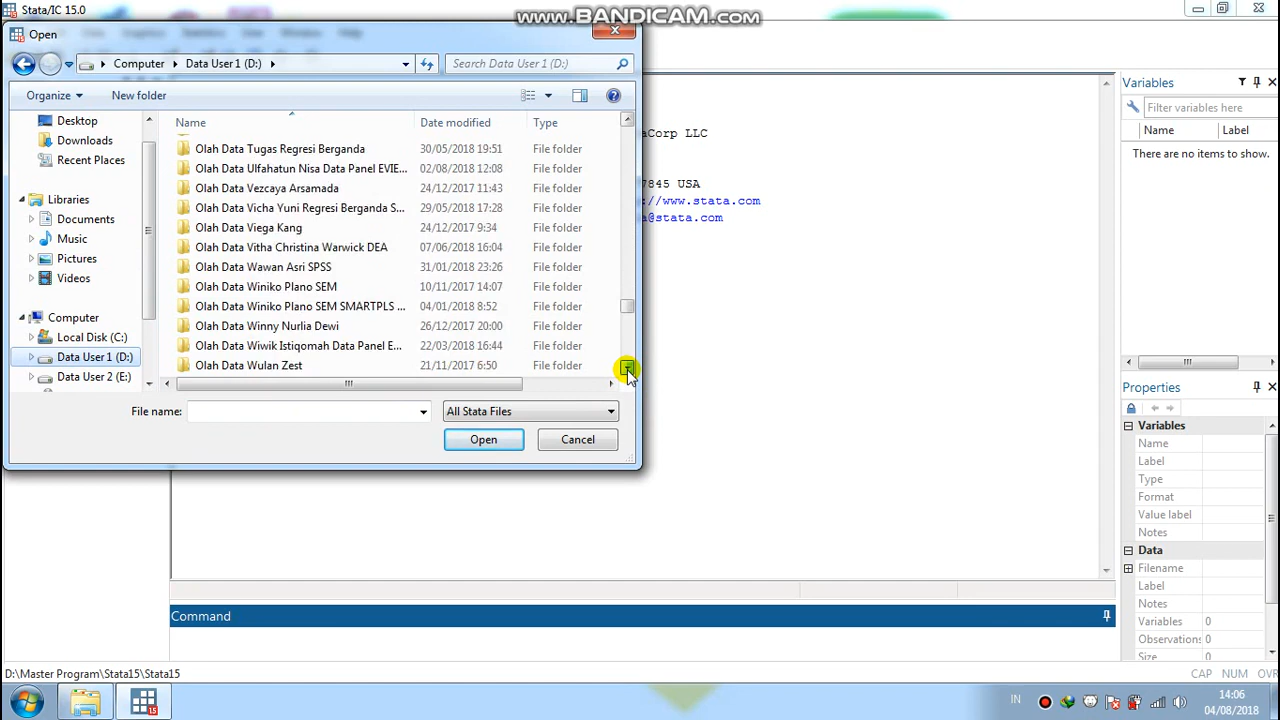 Stata/IC 15.0
www.BANDICAM.com
Open
Computer
Data User 1 (D:)
Search Data User 1 (D:)
Organize
New folder
Name
Date modified
Type
Desktop
Downloads
Recent Places
Libraries
Documents
Music
Pictures
Videos
Computer
Local Disk (C:)
Data User 1 (D:)
Data User 2 (E:)
Olah Data Tugas Regresi Berganda 30/05/2018 19:51 File folder
Olah Data Ulfahatun Nisa Data Panel EVIE... 02/08/2018 12:08 File folder
Olah Data Vezcaya Arsamada 24/12/2017 11:43 File folder
Olah Data Vicha Yuni Regresi Berganda S... 29/05/2018 17:28 File folder
Olah Data Viega Kang 24/12/2017 9:34 File folder
Olah Data Vitha Christina Warwick DEA 07/06/2018 16:04 File folder
Olah Data Wawan Asri SPSS 31/01/2018 23:26 File folder
Olah Data Winiko Plano SEM 10/11/2017 14:07 File folder
Olah Data Winiko Plano SEM SMARTPLS ... 04/01/2018 8:52 File folder
Olah Data Winny Nurlia Dewi 26/12/2017 20:00 File folder
Olah Data Wiwik Istiqomah Data Panel E... 22/03/2018 16:44 File folder
Olah Data Wulan Zest 21/11/2017 6:50 File folder
File name:
All Stata Files
Open
Cancel
aCorp LLC
7845 USA
://www.stata.com
a@stata.com
Variables
Filter variables here
Name
Label
There are no items to show.
Properties
Variables
Name
Label
Type
Format
Value label
Notes
Data
Filename
Label
Notes
Variables 0
Observations 0
Size
Command
D:\Master Program\Stata15\Stata15
CAP NUM OVR
15
IN
14:06
04/08/2018